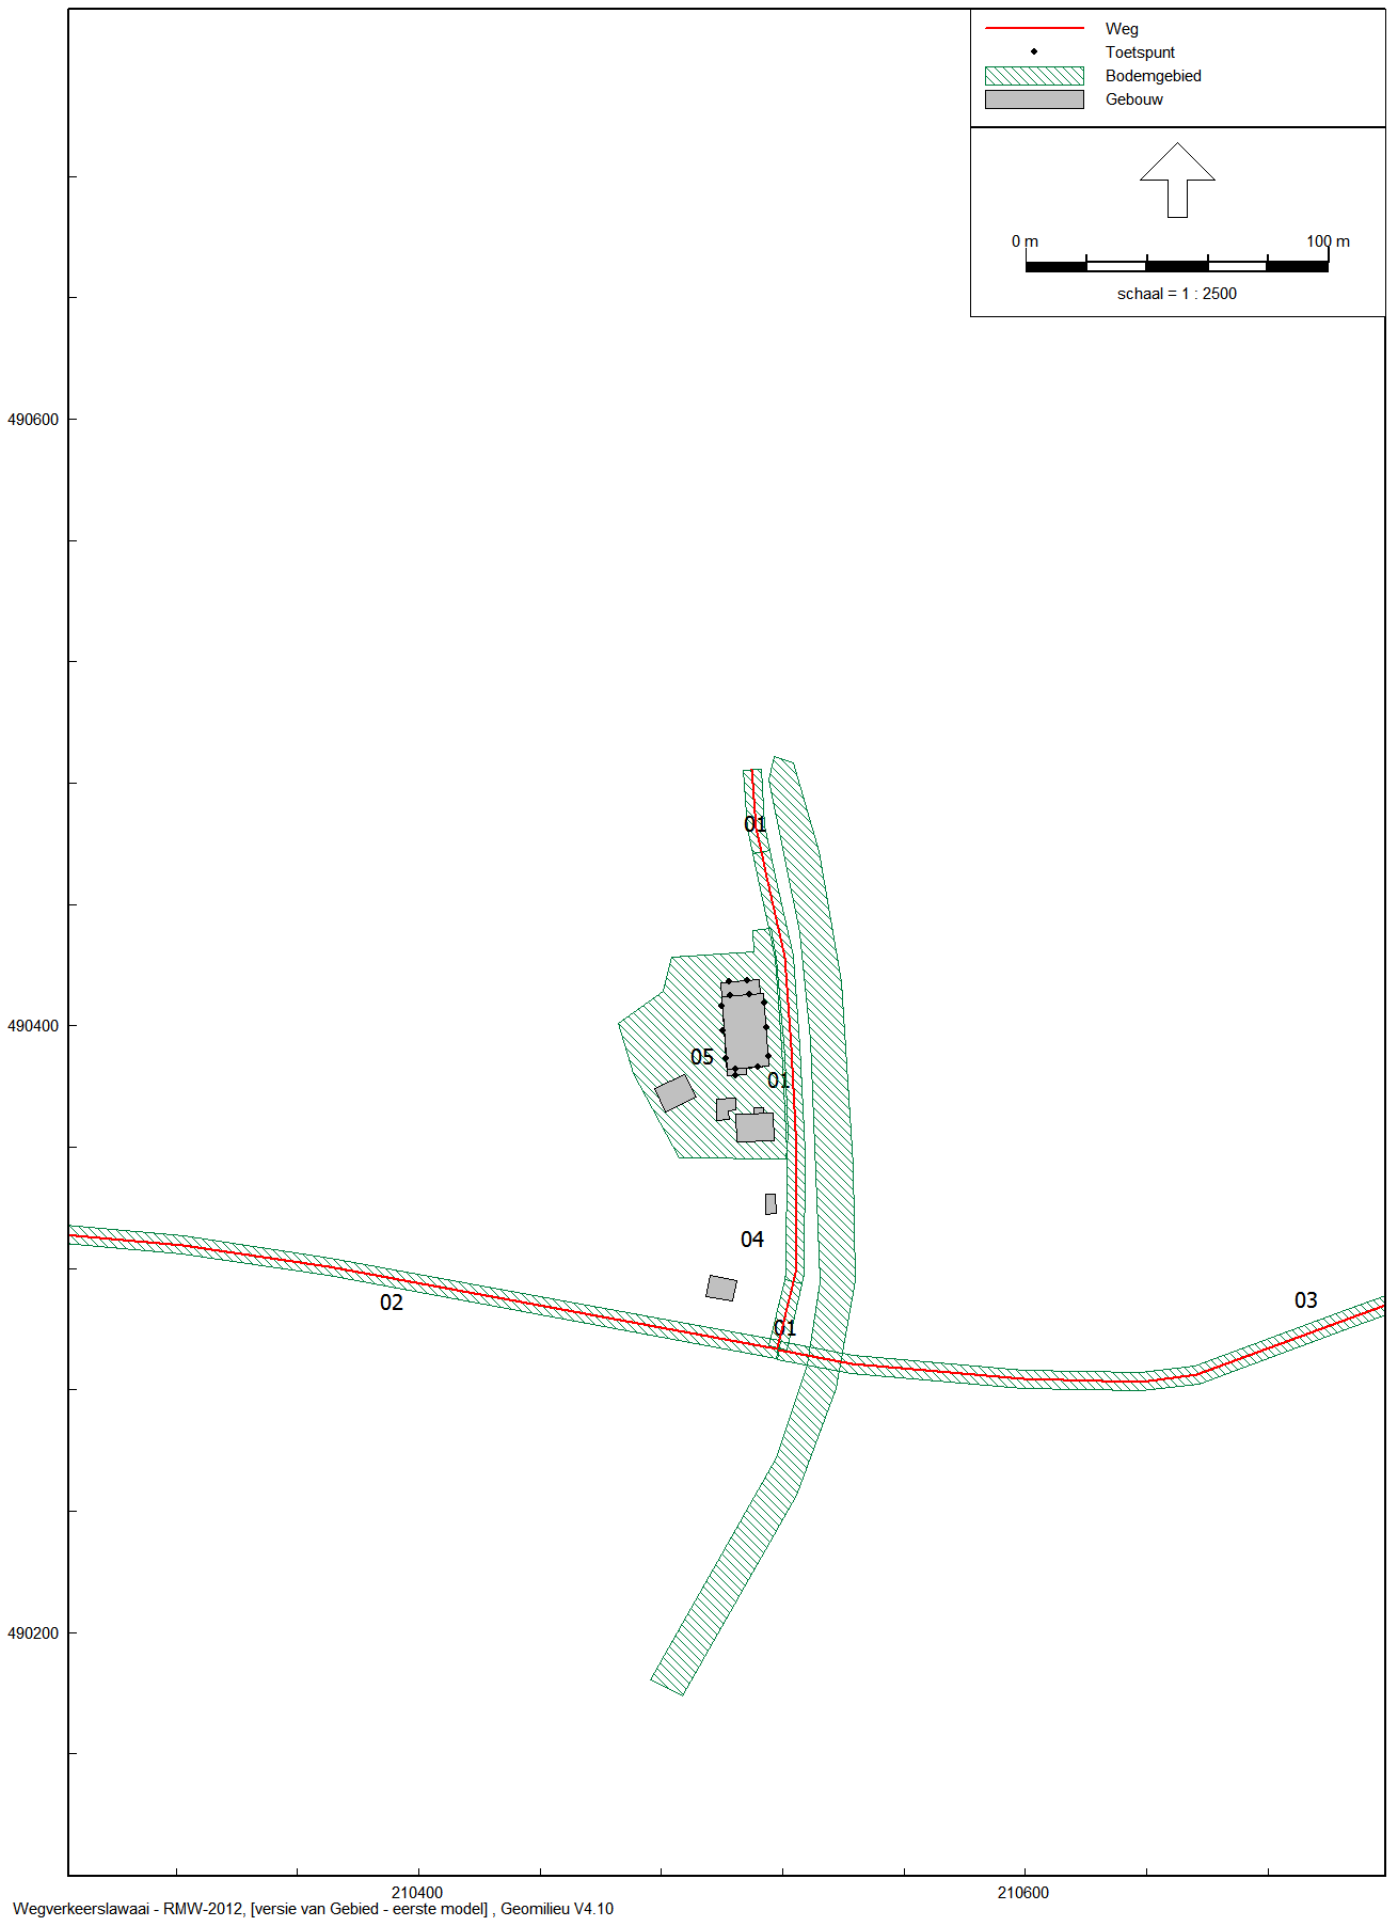 Weg
Toetspunt
Bodemgebied
Gebouw
0 m 100 m
schaal = 1 : 2500
490600
01
490400
05
01
04
02
03
01
490200
210400 210600
Wegverkeerslawaai - RMW-2012, [versie van Gebied - eerste model] , Geomilieu V4.10